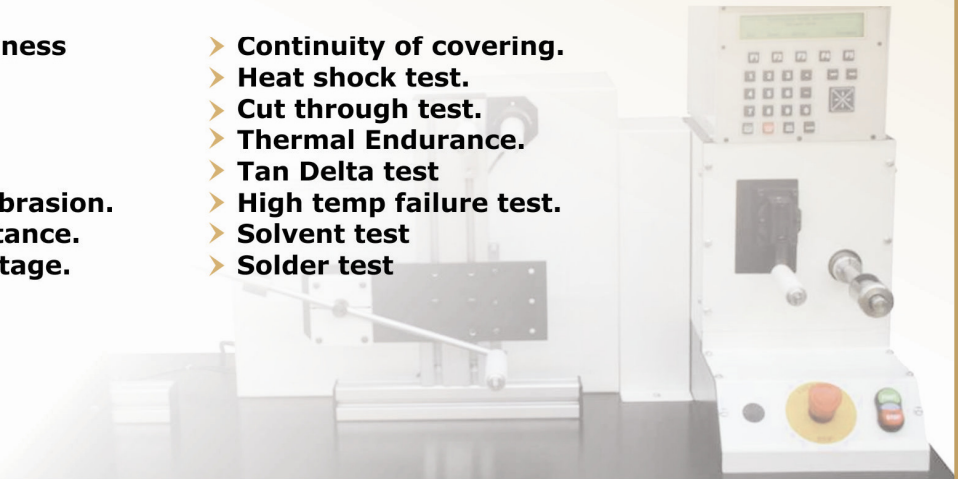 ness
Continuity of covering.
Heat shock test.
Cut through test.
Thermal Endurance.
Tan Delta test
brasion.
High temp failure test.
tance.
Solvent test
tage.
Solder test